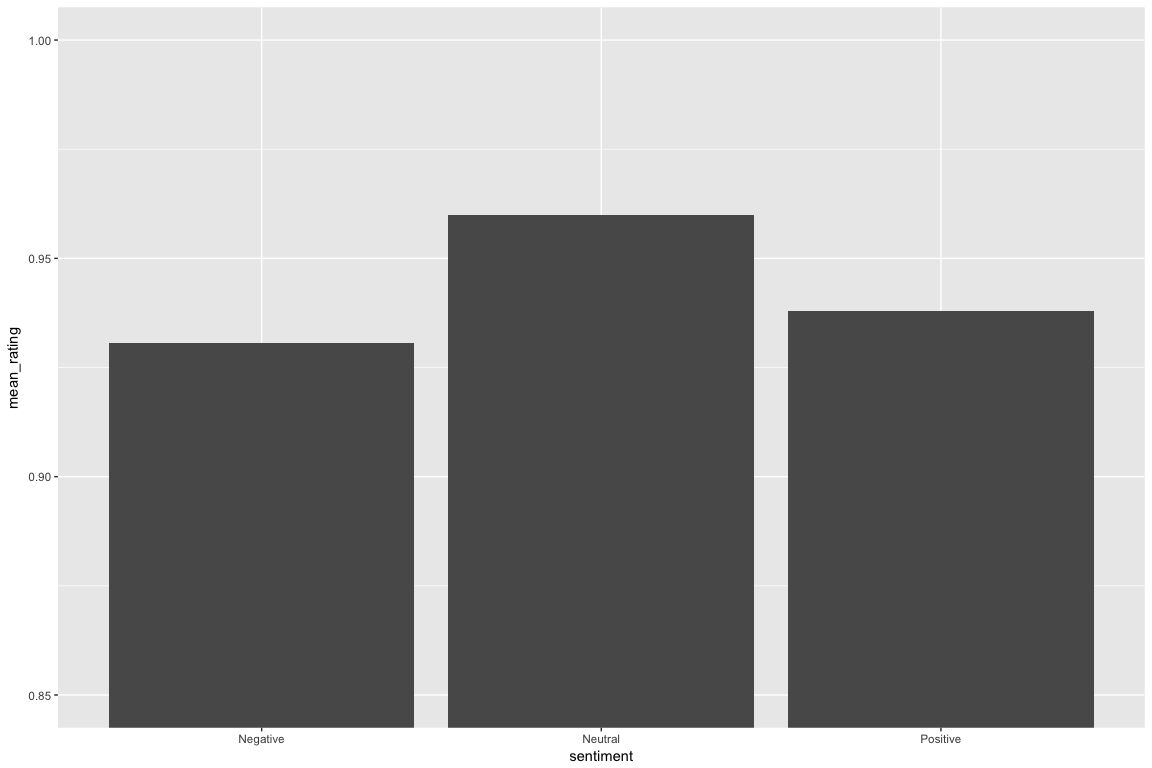 mean_rating
1.00
0.95
0.90
0.85
Negative
Neutral
Positive
sentiment